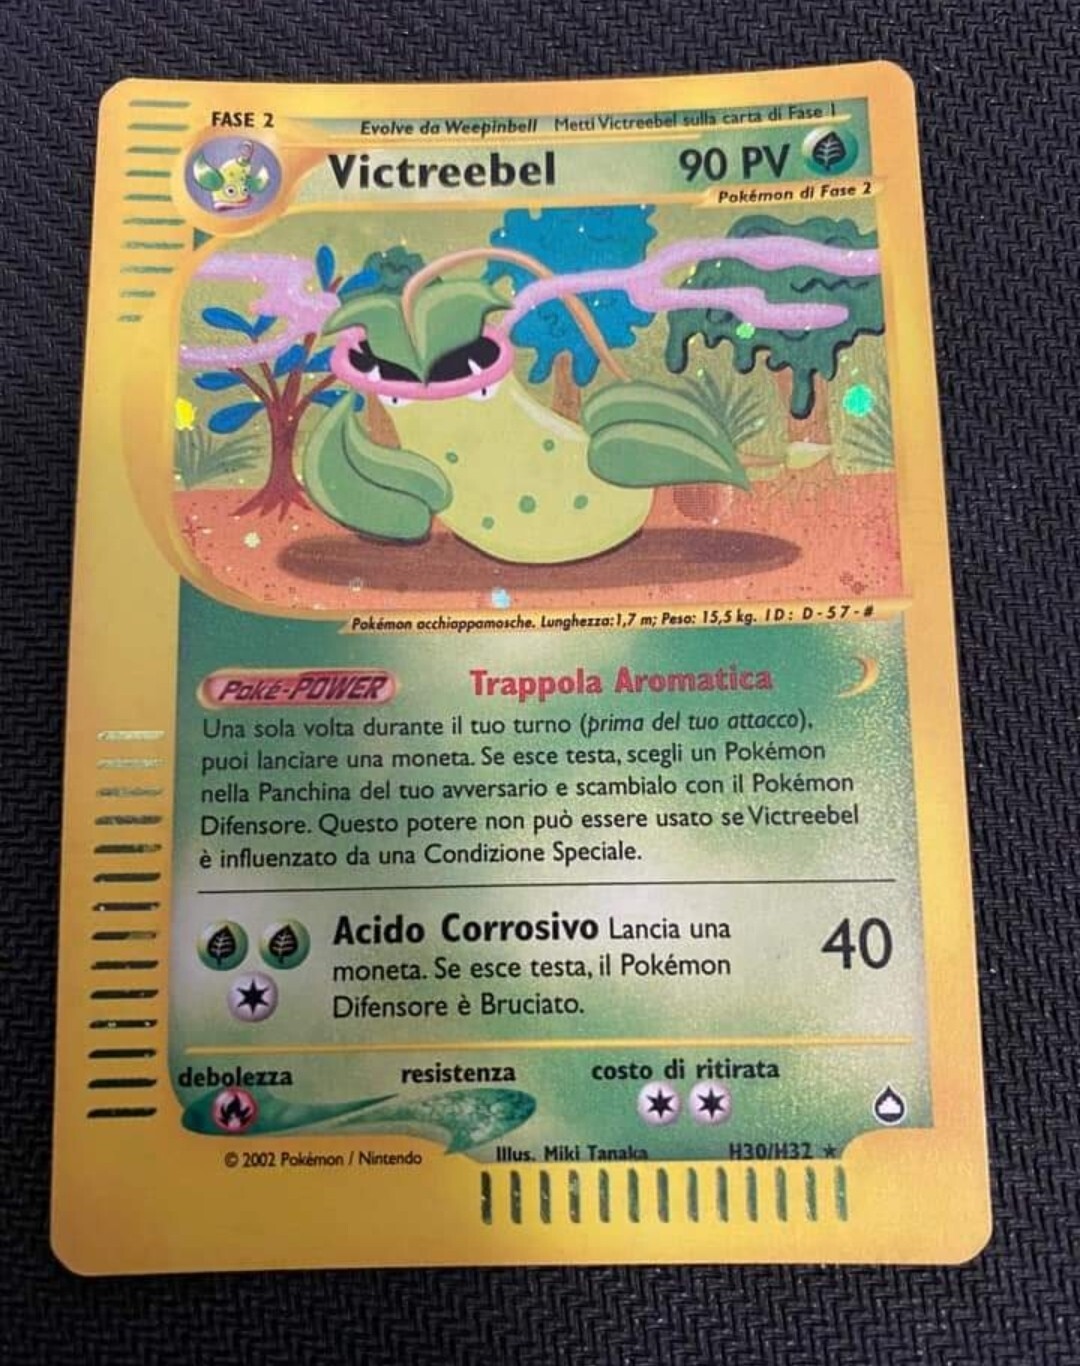 FASE 2
Evolve da Weepinbell Metti Victreebel sulla carta di Fase 1
Victreebel 90 PV
Pokémon di Fase 2
Pokémon acchiappamosche. Lunghezza:1,7 m; Peso: 15,5 kg. ID: D-57-#
Poké-POWER Trappola Aromatica
Una sola volta durante il tuo turno (prima del tuo attacco),
puoi lanciare una moneta. Se esce testa, scegli un Pokémon
nella Panchina del tuo avversario e scambialo con il Pokémon
Difensore. Questo potere non può essere usato se Victreebel
è influenzato da una Condizione Speciale.
Acido Corrosivo Lancia una 40
moneta. Se esce testa, il Pokémon
Difensore è Bruciato.
debolezza resistenza costo di ritirata
© 2002 Pokémon / Nintendo Illus. Miki Tanaka H30/H32 ★